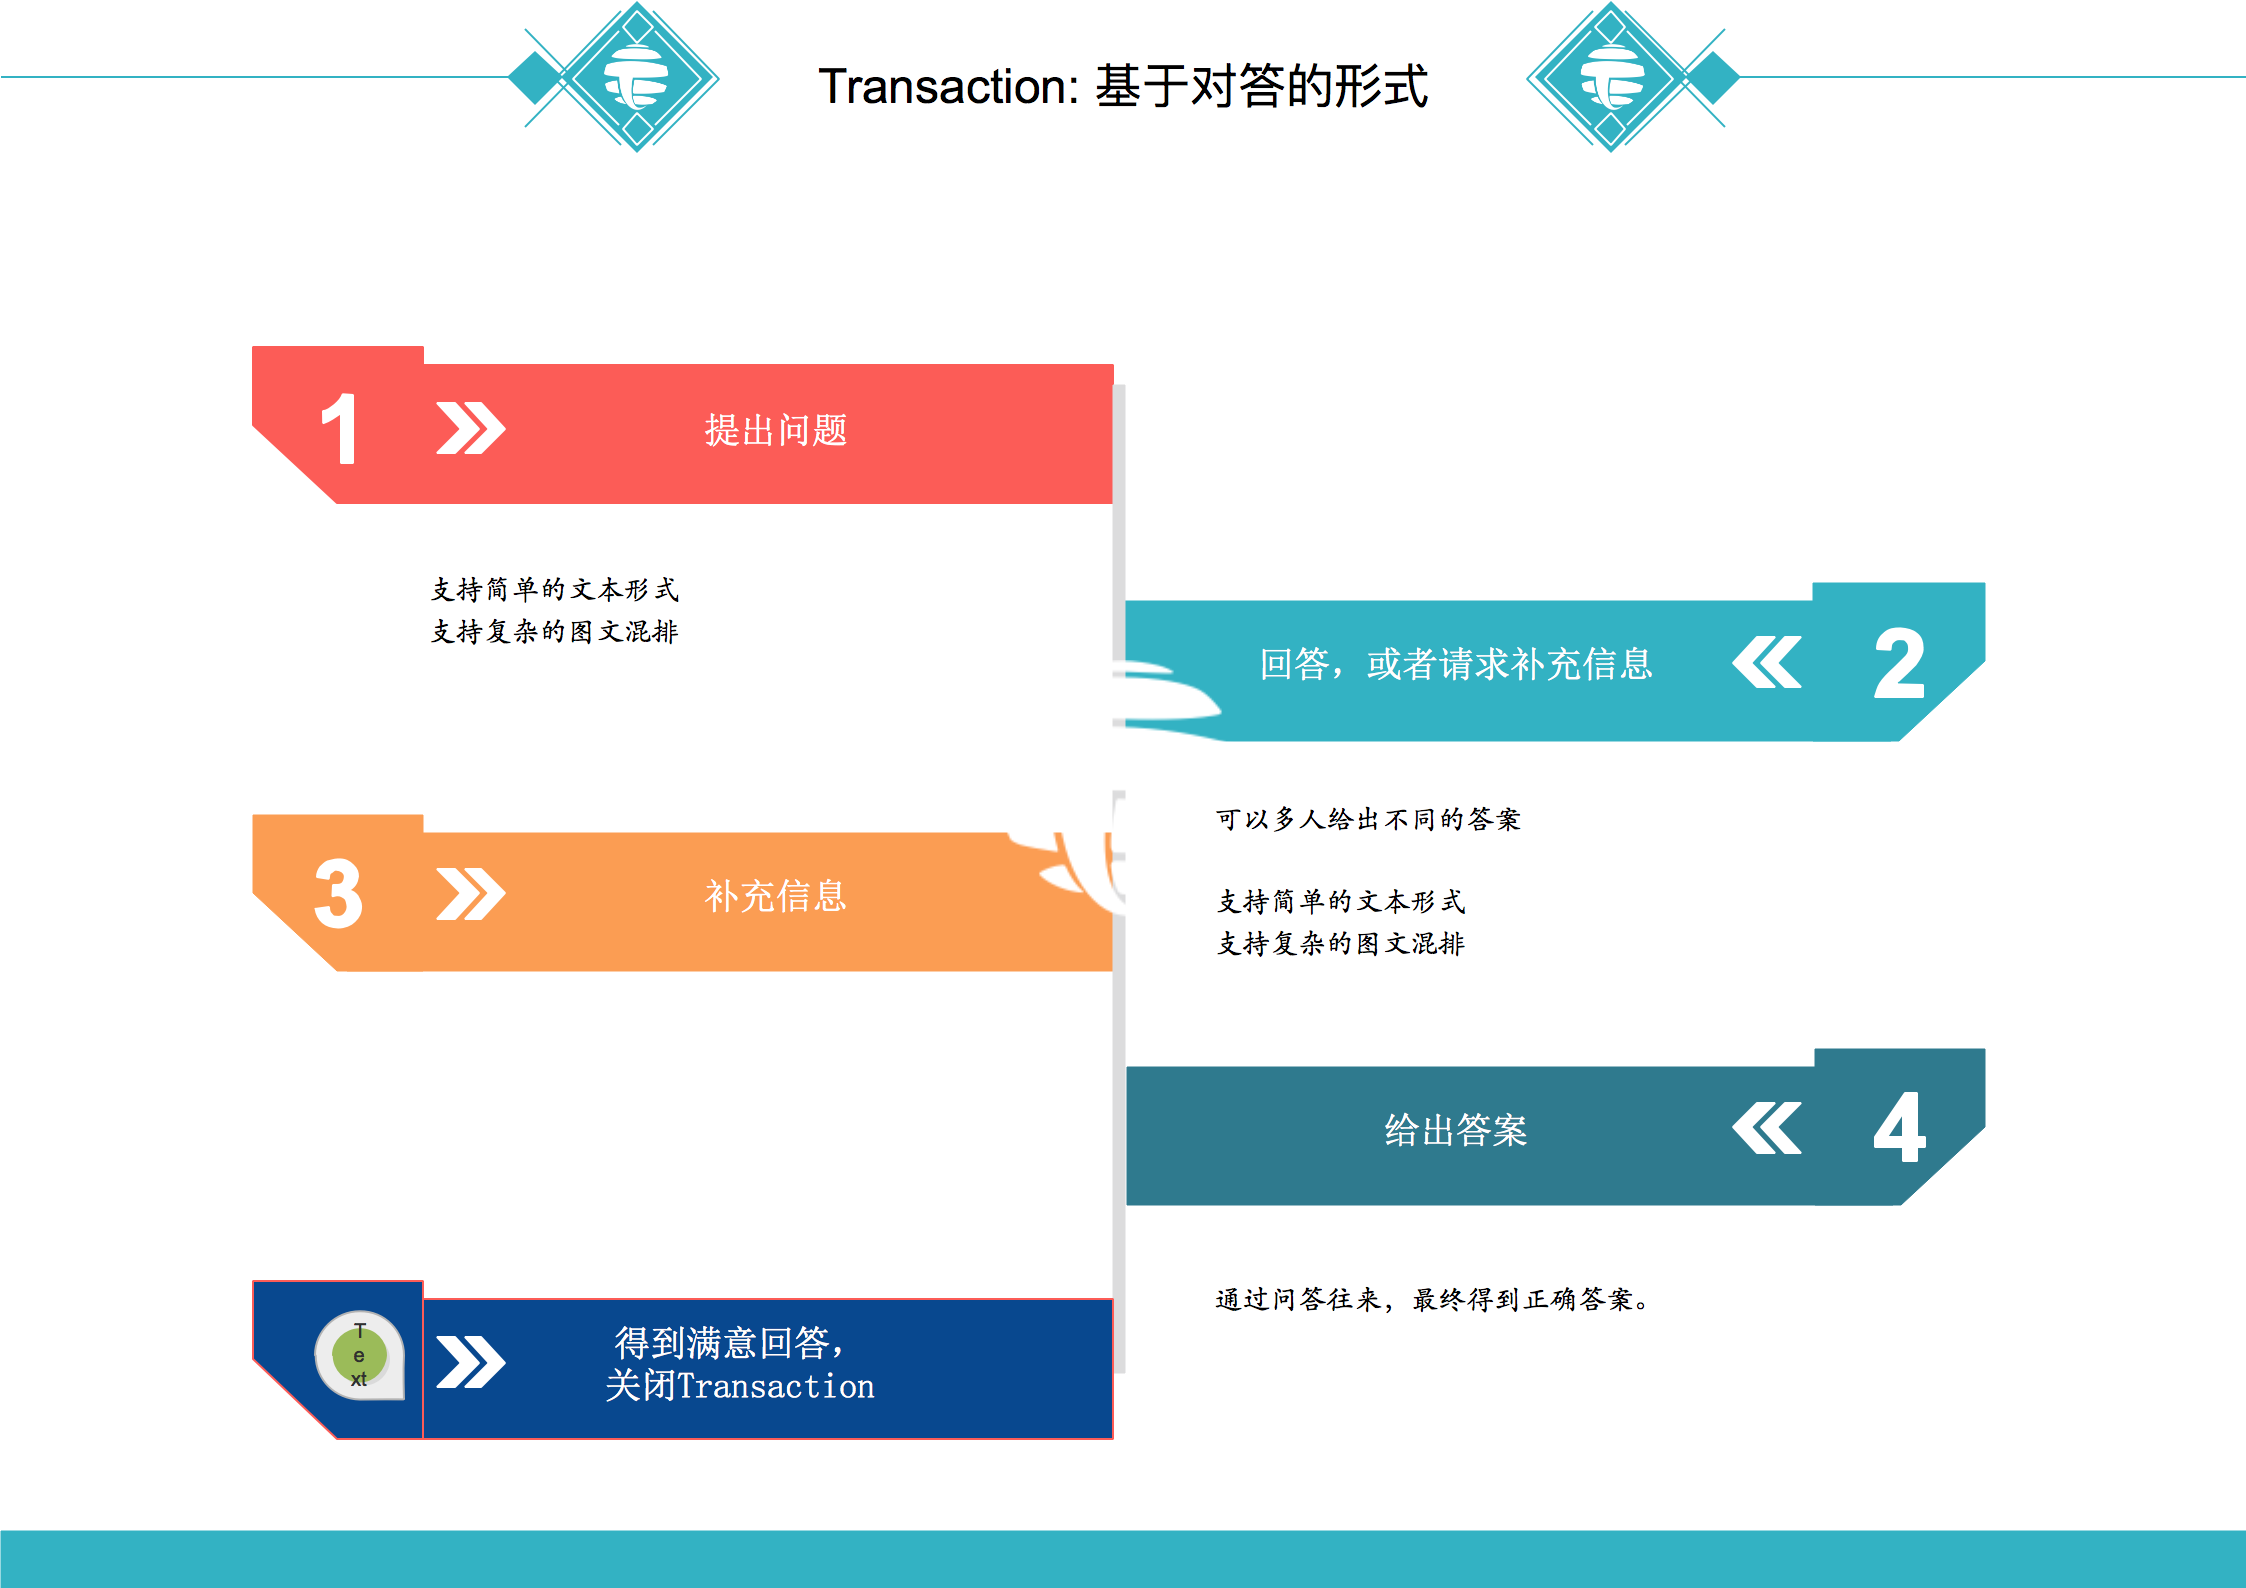 Transaction: 基于对答的形式
1
提出问题
支持简单的文本形式
支持复杂的图文混排
2
回答，或者请求补充信息
可以多人给出不同的答案
支持简单的文本形式
支持复杂的图文混排
3
补充信息
4
给出答案
通过问答往来，最终得到正确答案。
T
e
xt
得到满意回答，
关闭Transaction